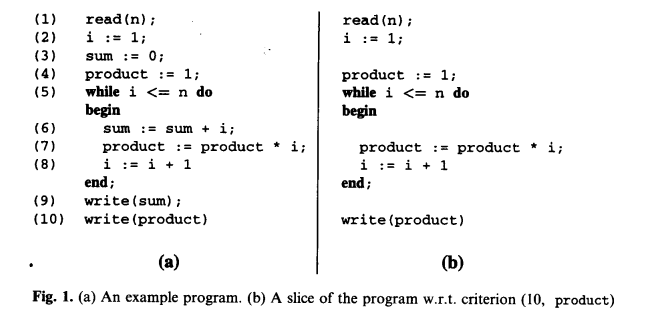 (1) read(n);
(2) i := 1;
(3) sum := 0;
(4) product := 1;
(5) while i <= n do
begin
(6) sum := sum + i;
(7) product := product * i;
(8) i := i + 1
end;
(9) write(sum);
(10) write(product)
(a)
read(n);
i := 1;
product := 1;
while i <= n do
begin
product := product * i;
i := i + 1
end;
write(product)
(b)
Fig. 1. (a) An example program. (b) A slice of the program w.r.t. criterion (10, product)